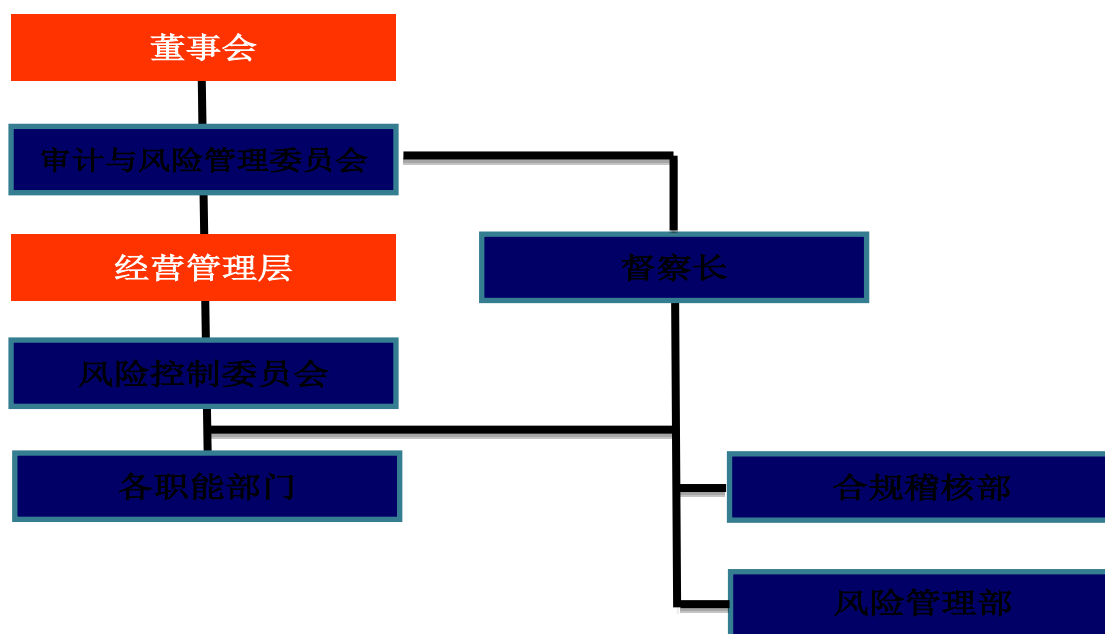 董事会
审计与风险管理委员会
经营管理层
督察长
风险控制委员会
各职能部门
合规稽核部
风险管理部